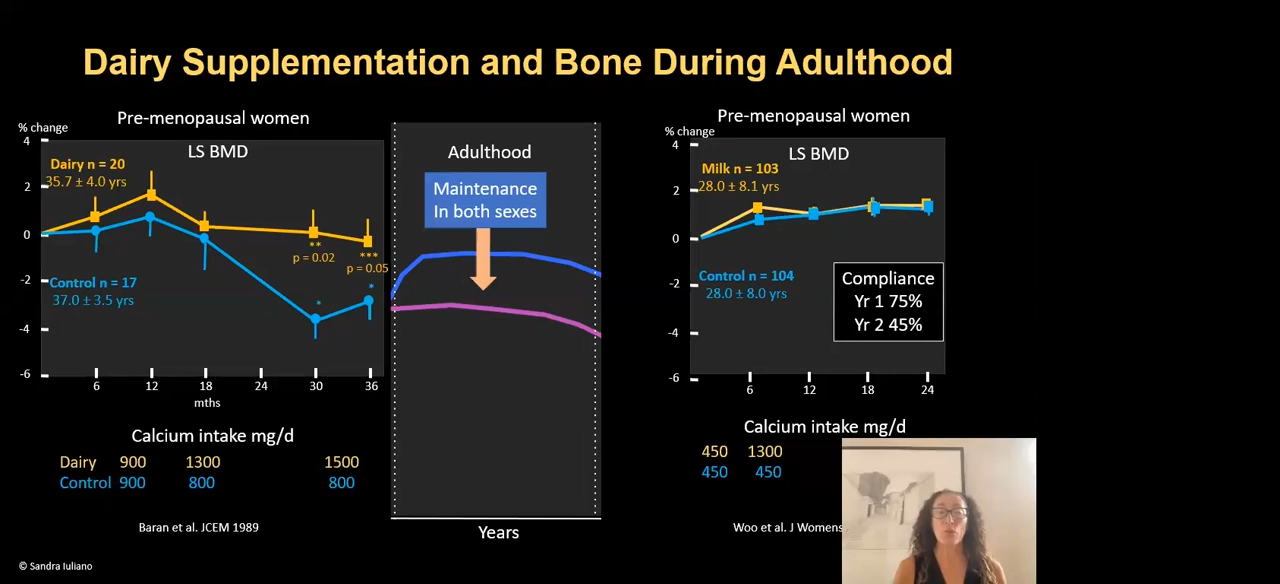 Dairy Supplementation and Bone During Adulthood
Pre-menopausal women
% change
LS BMD
4
2
0
-2
-4
-6
Dairy n = 20
35.7 ± 4.0 yrs
Control n = 17
37.0 ± 3.5 yrs
**
p = 0.02
***
p = 0.05
*
*
6 12 18 24 30 36
mths
Calcium intake mg/d
Dairy 900 1300 1500
Control 900 800 800
Baran et al. JCEM 1989
Adulthood
Maintenance
In both sexes
Years
Pre-menopausal women
% change
LS BMD
4
2
0
-2
-4
-6
Milk n = 103
28.0 ± 8.1 yrs
Control n = 104
28.0 ± 8.0 yrs
Compliance
Yr 1 75%
Yr 2 45%
6 12 18 24
Calcium intake mg/d
450 1300
450 450
Woo et al. J Womens
© Sandra Iuliano